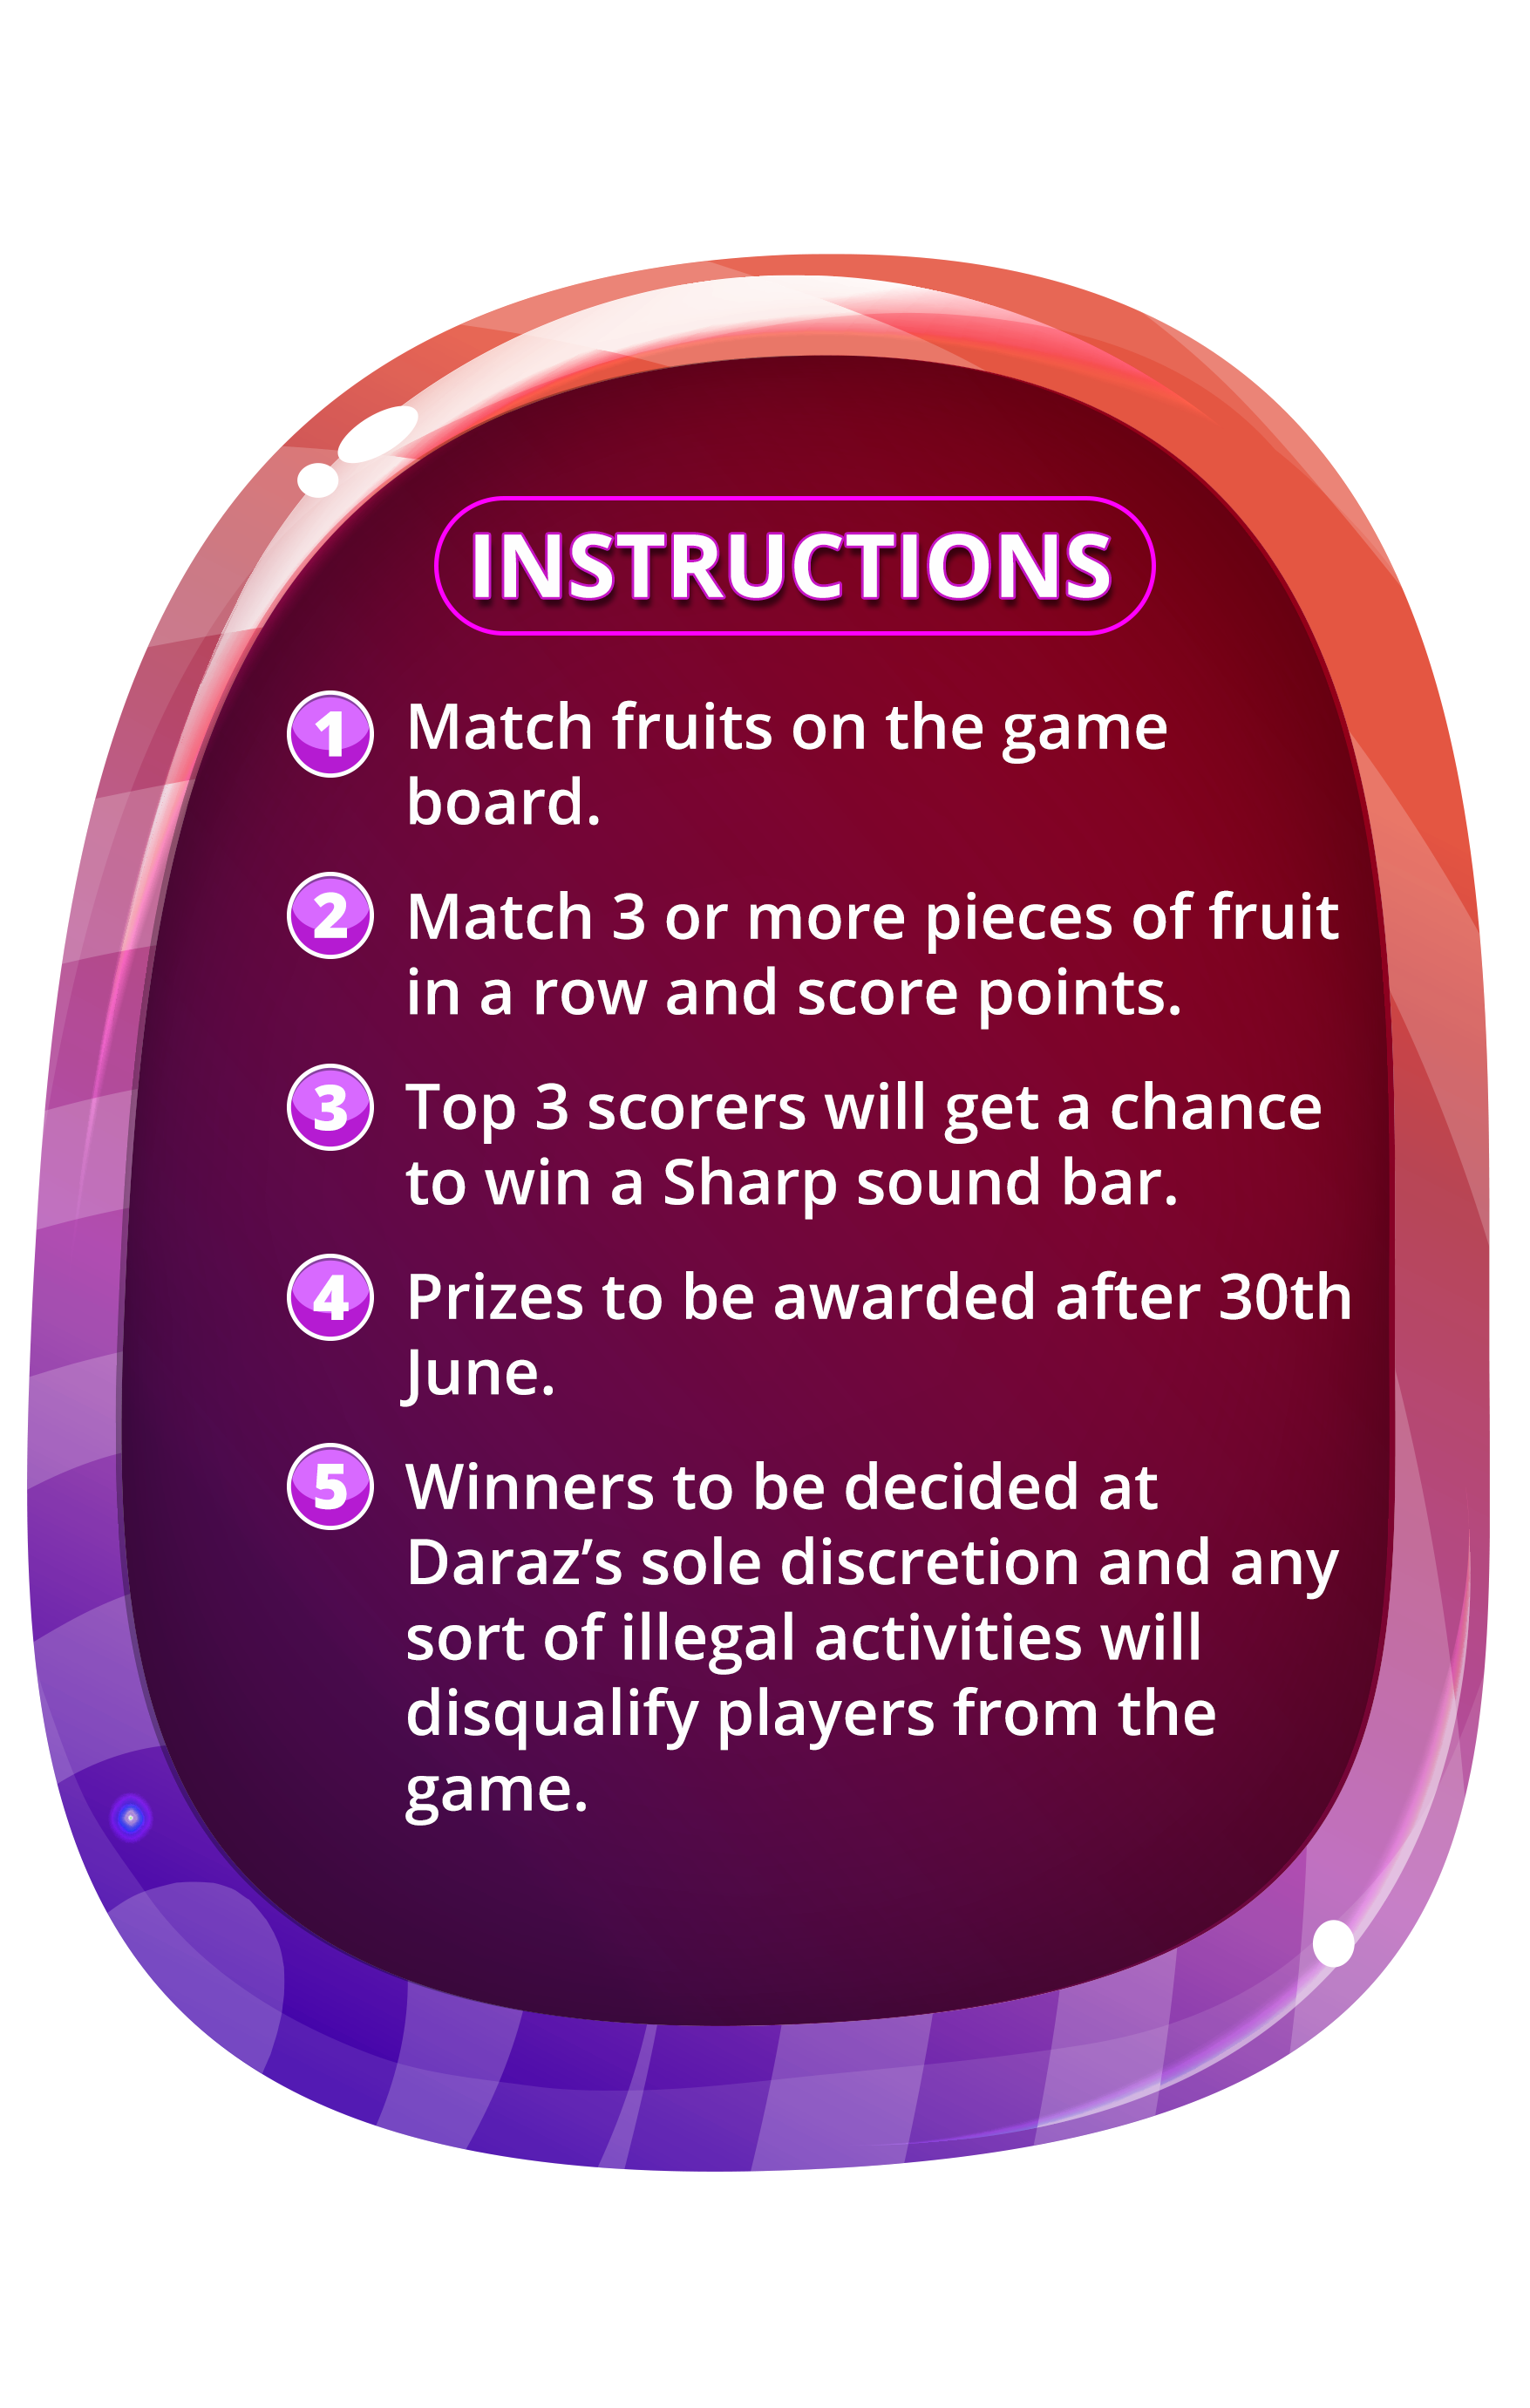 INSTRUCTIONS
1 Match fruits on the game
board.
2 Match 3 or more pieces of fruit
in a row and score points.
3 Top 3 scorers will get a chance
to win a Sharp sound bar.
4 Prizes to be awarded after 30th
June.
5 Winners to be decided at
Daraz’s sole discretion and any
sort of illegal activities will
disqualify players from the
game.